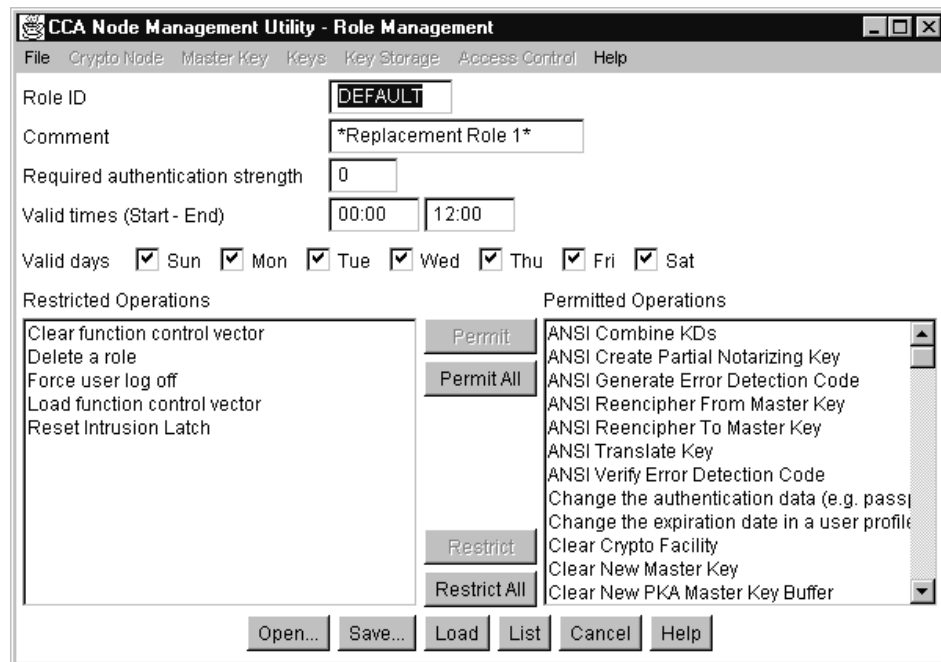 CCA Node Management Utility - Role Management
File Crypto Node Master Key Keys Key Storage Access Control Help
Role ID DEFAULT
Comment *Replacement Role 1*
Required authentication strength 0
Valid times (Start - End) 00:00 12:00
Valid days Sun Mon Tue Wed Thu Fri Sat
Restricted Operations
Clear function control vector
Delete a role
Force user log off
Load function control vector
Reset Intrusion Latch
Permit
Permit All
Restrict
Restrict All
Permitted Operations
ANSI Combine KDs
ANSI Create Partial Notarizing Key
ANSI Generate Error Detection Code
ANSI Reencipher From Master Key
ANSI Reencipher To Master Key
ANSI Translate Key
ANSI Verify Error Detection Code
Change the authentication data (e.g. pass
Change the expiration date in a user profile
Clear Crypto Facility
Clear New Master Key
Clear New PKA Master Key Buffer
Open... Save... Load List Cancel Help